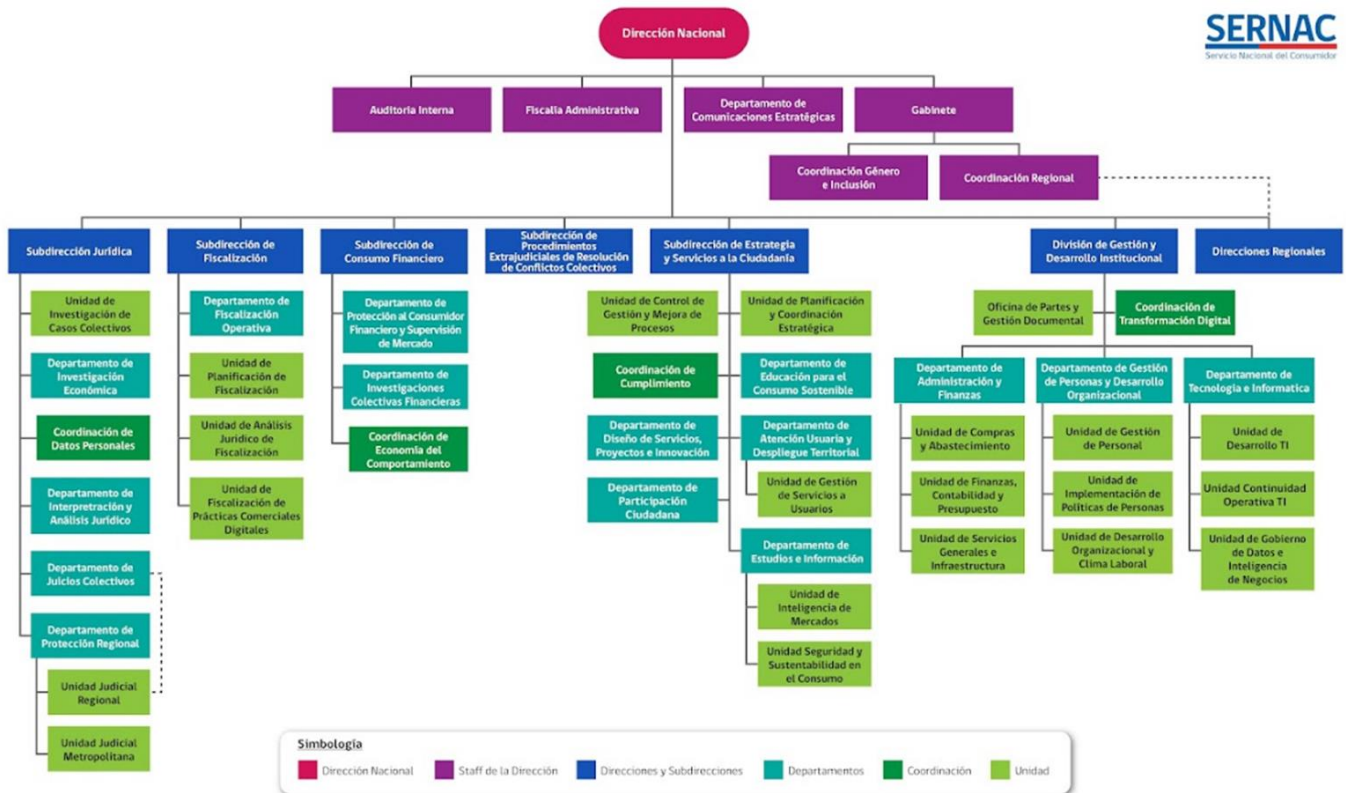 Dirección Nacional
SERNAC
Servicio Nacional del Consumidor
Auditoria Interna
Fiscalia Administrativa
Departamento de
Comunicaciones Estratégicas
Gabinete
Coordinación Género
e Inclusión
Coordinación Regional
Subdirección Jurídica
Subdirección de
Fiscalización
Subdirección de
Consumo Financiero
Subdirección de
Procedimientos
Extrajudiciales de Resolución
de Conflictos Colectivos
Subdirección de Estrategia
y Servicios a la Ciudadanía
División de Gestión y
Desarrollo Institucional
Direcciones Regionales
Unidad de
Investigación de
Casos Colectivos
Departamento de
Investigación
Económica
Coordinación de
Datos Personales
Departamento de
Interpretración y
Análisis Jurídico
Departamento de
Juicios Colectivos
Departamento de
Protección Regional
Unidad Judicial
Regional
Unidad Judicial
Metropolitana
Departamento de
Fiscalización
Operativa
Unidad de
Planificación de
Fiscalización
Unidad de Análisis
Jurídico de
Fiscalización
Unidad de
Fiscalización de
Prácticas Comerciales
Digitales
Departamento de
Protección al Consumidor
Financiero y Supervisión
de Mercado
Departamento de
Investigaciones
Colectivas Financieras
Coordinación de
Economía del
Comportamiento
Unidad de Control de
Gestión y Mejora de
Procesos
Unidad de Planificación
y Coordinación
Estratégica
Coordinación de
Cumplimiento
Departamento de
Educación para el
Consumo Sostenible
Departamento de
Diseño de Servicios,
Proyectos e Innovación
Departamento de
Atención Usuaria y
Despliegue Territorial
Departamento de
Participación
Ciudadana
Unidad de Gestión
de Servicios a
Usuarios
Departamento de
Estudios e Información
Unidad de
Inteligencia de
Mercados
Unidad Seguridad y
Sustentabilidad en
el Consumo
Oficina de Partes y
Gestión Documental
Coordinación de
Transformación Digital
Departamento de
Administración y
Finanzas
Departamento de Gestión
de Personas y Desarrollo
Organizacional
Departamento de
Tecnologia e Informatica
Unidad de Compras
y Abastecimiento
Unidad de Finanzas,
Contabilidad y
Presupuesto
Unidad de Servicios
Generales e
Infraestructura
Unidad de Gestión
de Personal
Unidad de
Implementación de
Políticas de Personas
Unidad de Desarrollo
Organizacional y
Clima Laboral
Unidad de
Desarrollo TI
Unidad Continuidad
Operativa TI
Unidad de Gobierno
de Datos e
Inteligencia
de Negocios
Simbología
Dirección Nacional
Staff de la Dirección
Direcciones y Subdirecciones
Departamentos
Coordinación
Unidad